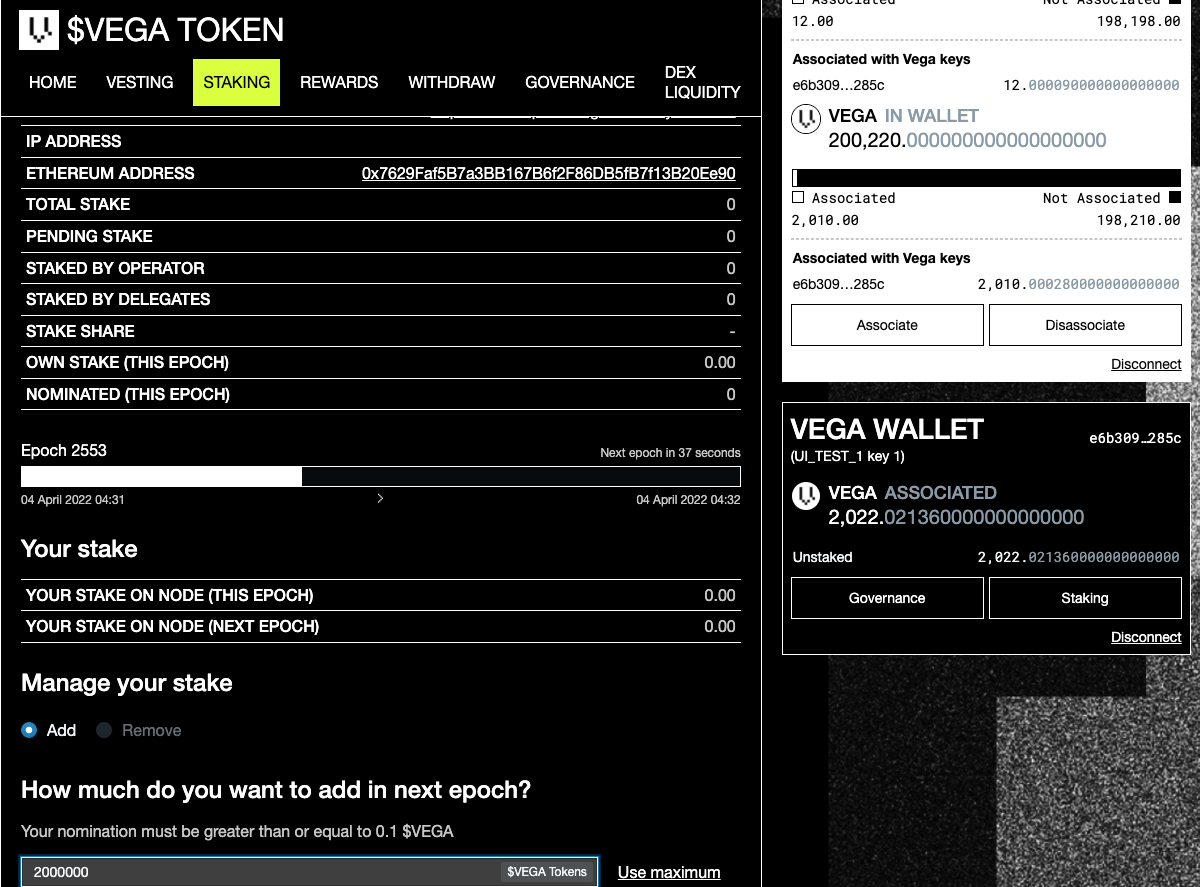 $VEGA TOKEN
HOME VESTING STAKING REWARDS WITHDRAW GOVERNANCE DEX LIQUIDITY
IP ADDRESS
ETHEREUM ADDRESS 0x7629Faf5B7a3BB167B6f2F86DB5fB7f13B20Ee90
TOTAL STAKE 0
PENDING STAKE 0
STAKED BY OPERATOR 0
STAKED BY DELEGATES 0
STAKE SHARE -
OWN STAKE (THIS EPOCH) 0.00
NOMINATED (THIS EPOCH) 0
Epoch 2553 Next epoch in 37 seconds
04 April 2022 04:31 04 April 2022 04:32
Your stake
YOUR STAKE ON NODE (THIS EPOCH) 0.00
YOUR STAKE ON NODE (NEXT EPOCH) 0.00
Manage your stake
Add Remove
How much do you want to add in next epoch?
Your nomination must be greater than or equal to 0.1 $VEGA
2000000 $VEGA Tokens Use maximum
Associated Not Associated
12.00 198,198.00
Associated with Vega keys
e6b309…285c 12.000090000000000000
VEGA IN WALLET
200,220.000000000000000000
Associated Not Associated
2,010.00 198,210.00
Associated with Vega keys
e6b309…285c 2,010.000280000000000000
Associate Disassociate
Disconnect
VEGA WALLET e6b309…285c
(UI_TEST_1 key 1)
VEGA ASSOCIATED
2,022.021360000000000000
Unstaked 2,022.021360000000000000
Governance Staking
Disconnect